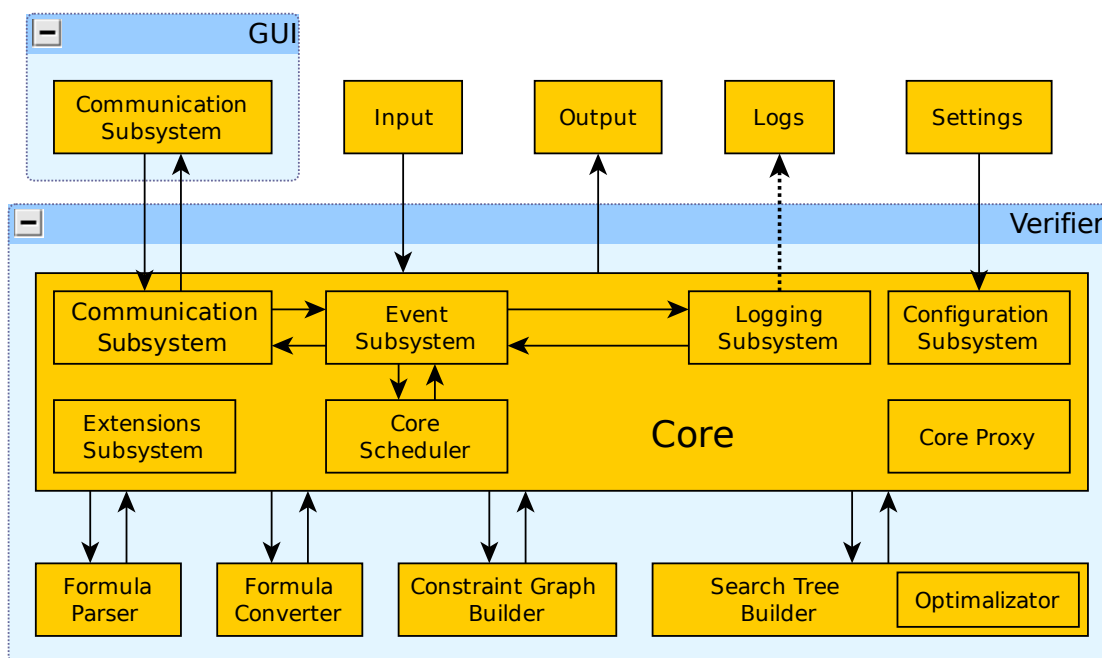 GUI
Communication
Subsystem
Input
Output
Logs
Settings
Verifier
Communication
Subsystem
Event
Subsystem
Logging
Subsystem
Configuration
Subsystem
Extensions
Subsystem
Core
Scheduler
Core
Core Proxy
Formula
Parser
Formula
Converter
Constraint Graph
Builder
Search Tree
Builder
Optimalizator